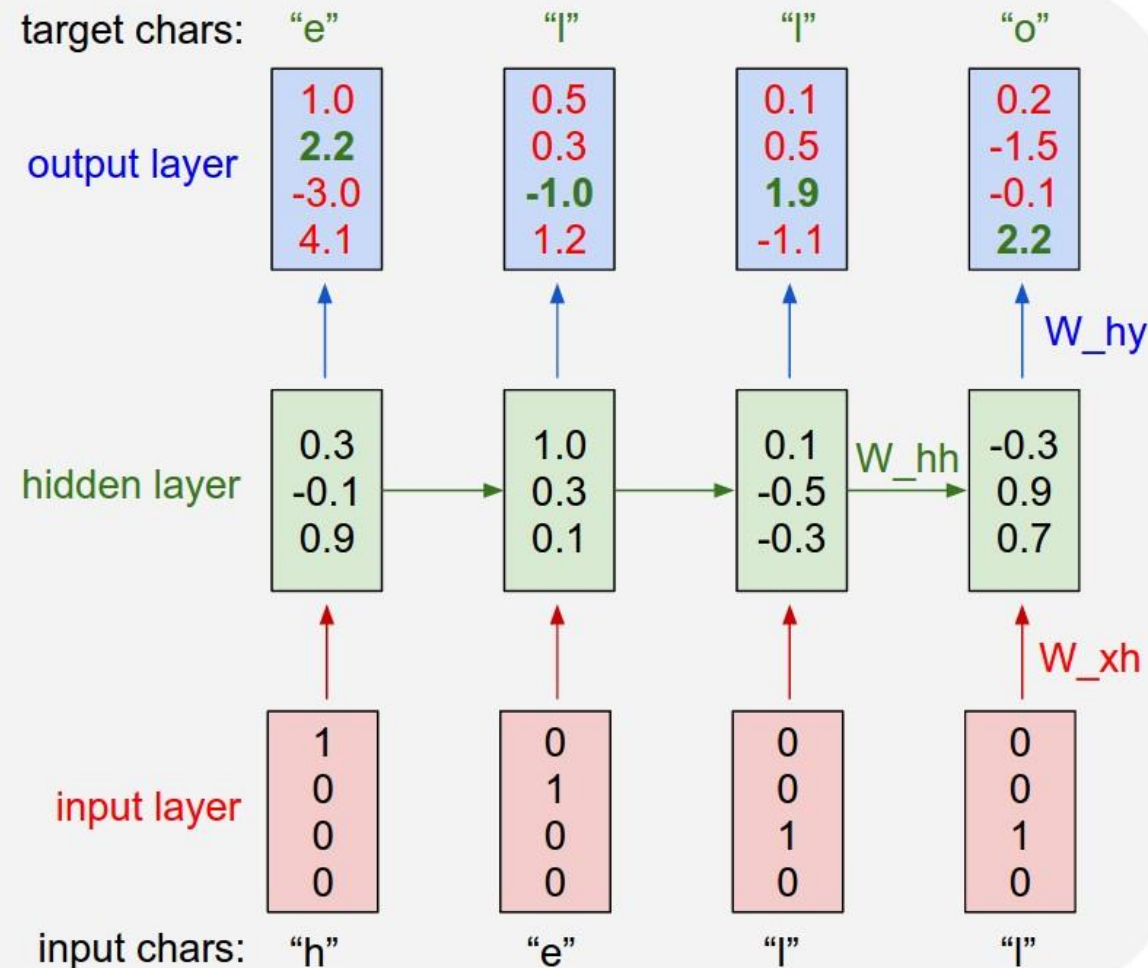 target chars: “e” “l” “l” “o”
1.0 0.5 0.1 0.2
2.2 0.3 0.5 -1.5
output layer
-3.0 -1.0 1.9 -0.1
4.1 1.2 -1.1 2.2
W_hy
0.3 1.0 0.1 W_hh -0.3
hidden layer -0.1 0.3 -0.5 0.9
0.9 0.1 -0.3 0.7
W_xh
1 0 0 0
0 1 0 0
input layer
0 0 1 1
0 0 0 0
input chars: “h” “e” “l” “l”